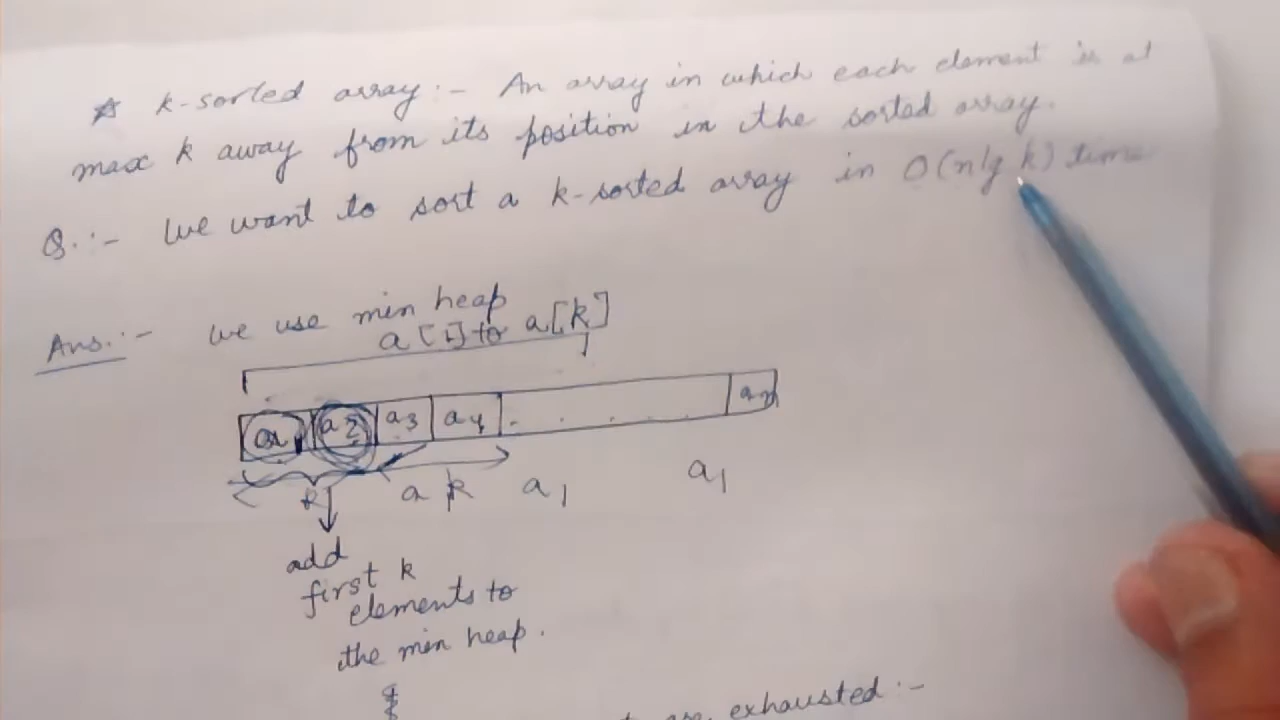 ☆ k-sorted array:- An array in which each element is at
max k away from its position in the sorted array.
Q.:- We want to sort a k-sorted array in O(nlg k) time
Ans.:- We use min heap
a[1] to a[k]
a1 a2 a3 a4 . . . . an
k a k a1 a1
add
first k
elements to
the min heap.
are exhausted:-